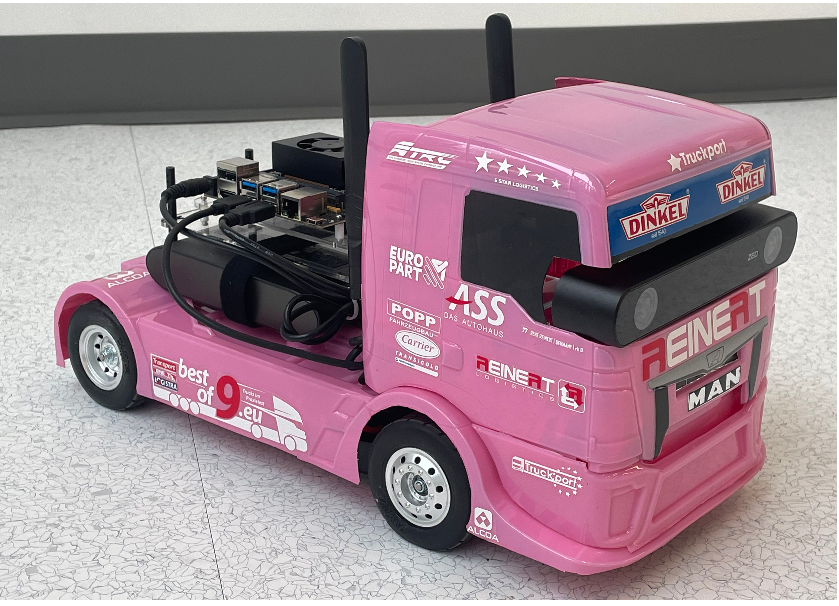 Truckport
TRC
5 STAR LOGISTICS
DINKEL
DINKEL
ZED
EURO
PART
ASS
DAS AUTOHAUS
POPP
FAHRZEUGBAU
Carrier
TRANSICOLD
REINERT
LOGISTICS
REINERT
MAN
ALCOA
best
of 9.eu
Truckport
ALCOA